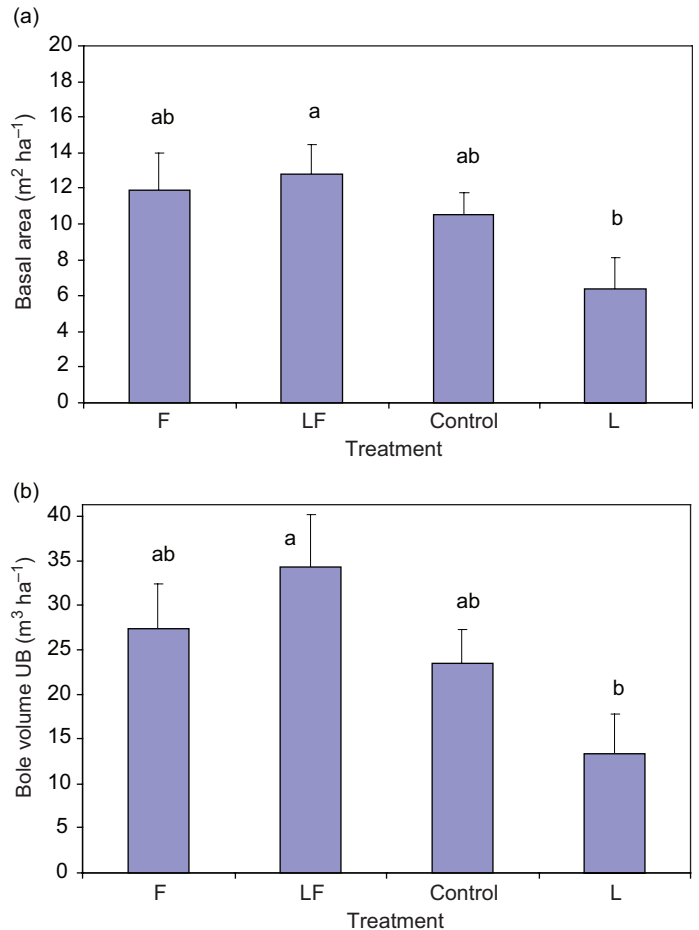 (a)
Basal area (m² ha⁻¹)
20
18
16
14
12
10
8
6
4
2
0
ab
a
ab
b
F LF Control L
Treatment
(b)
Bole volume UB (m³ ha⁻¹)
40
35
30
25
20
15
10
5
0
ab
a
ab
b
F LF Control L
Treatment